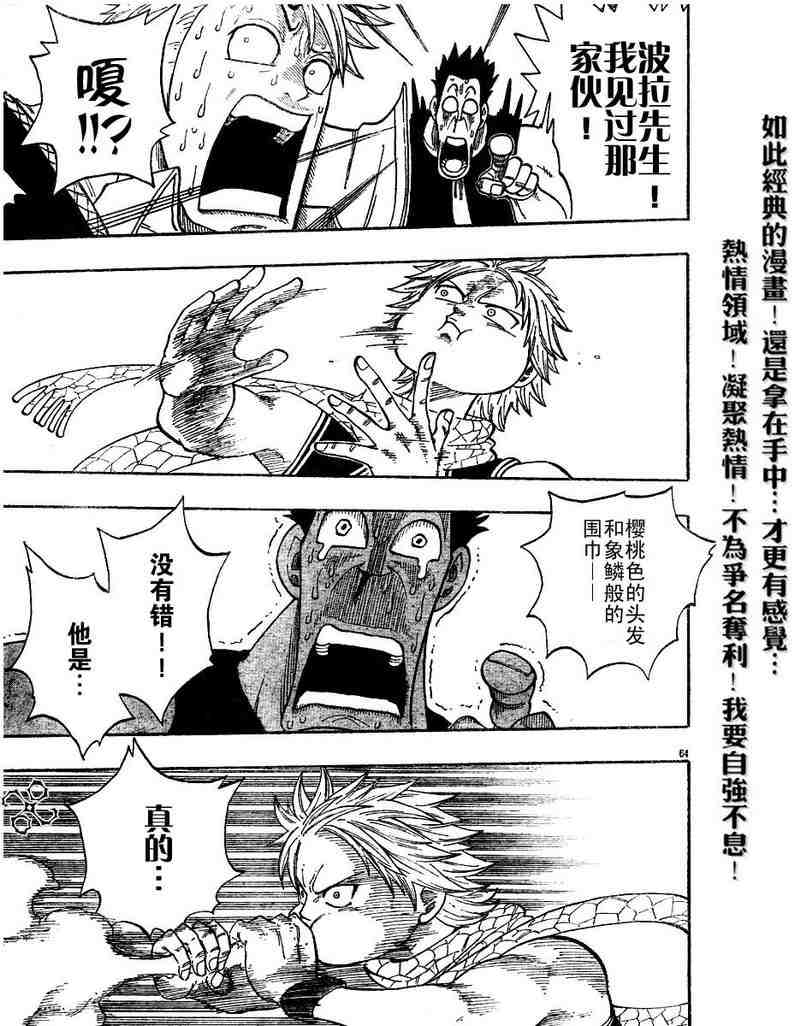 波拉先生！
我见过那
家伙！
嘎
!!?
樱桃色的头发
和象鳞般的
围巾——
没有错！！
他是…
64
真的…
如此經典的漫畫！還是拿在手中…才更有感覺…
熱情領域！凝聚熱情！不為爭名奪利！我要自強不息！